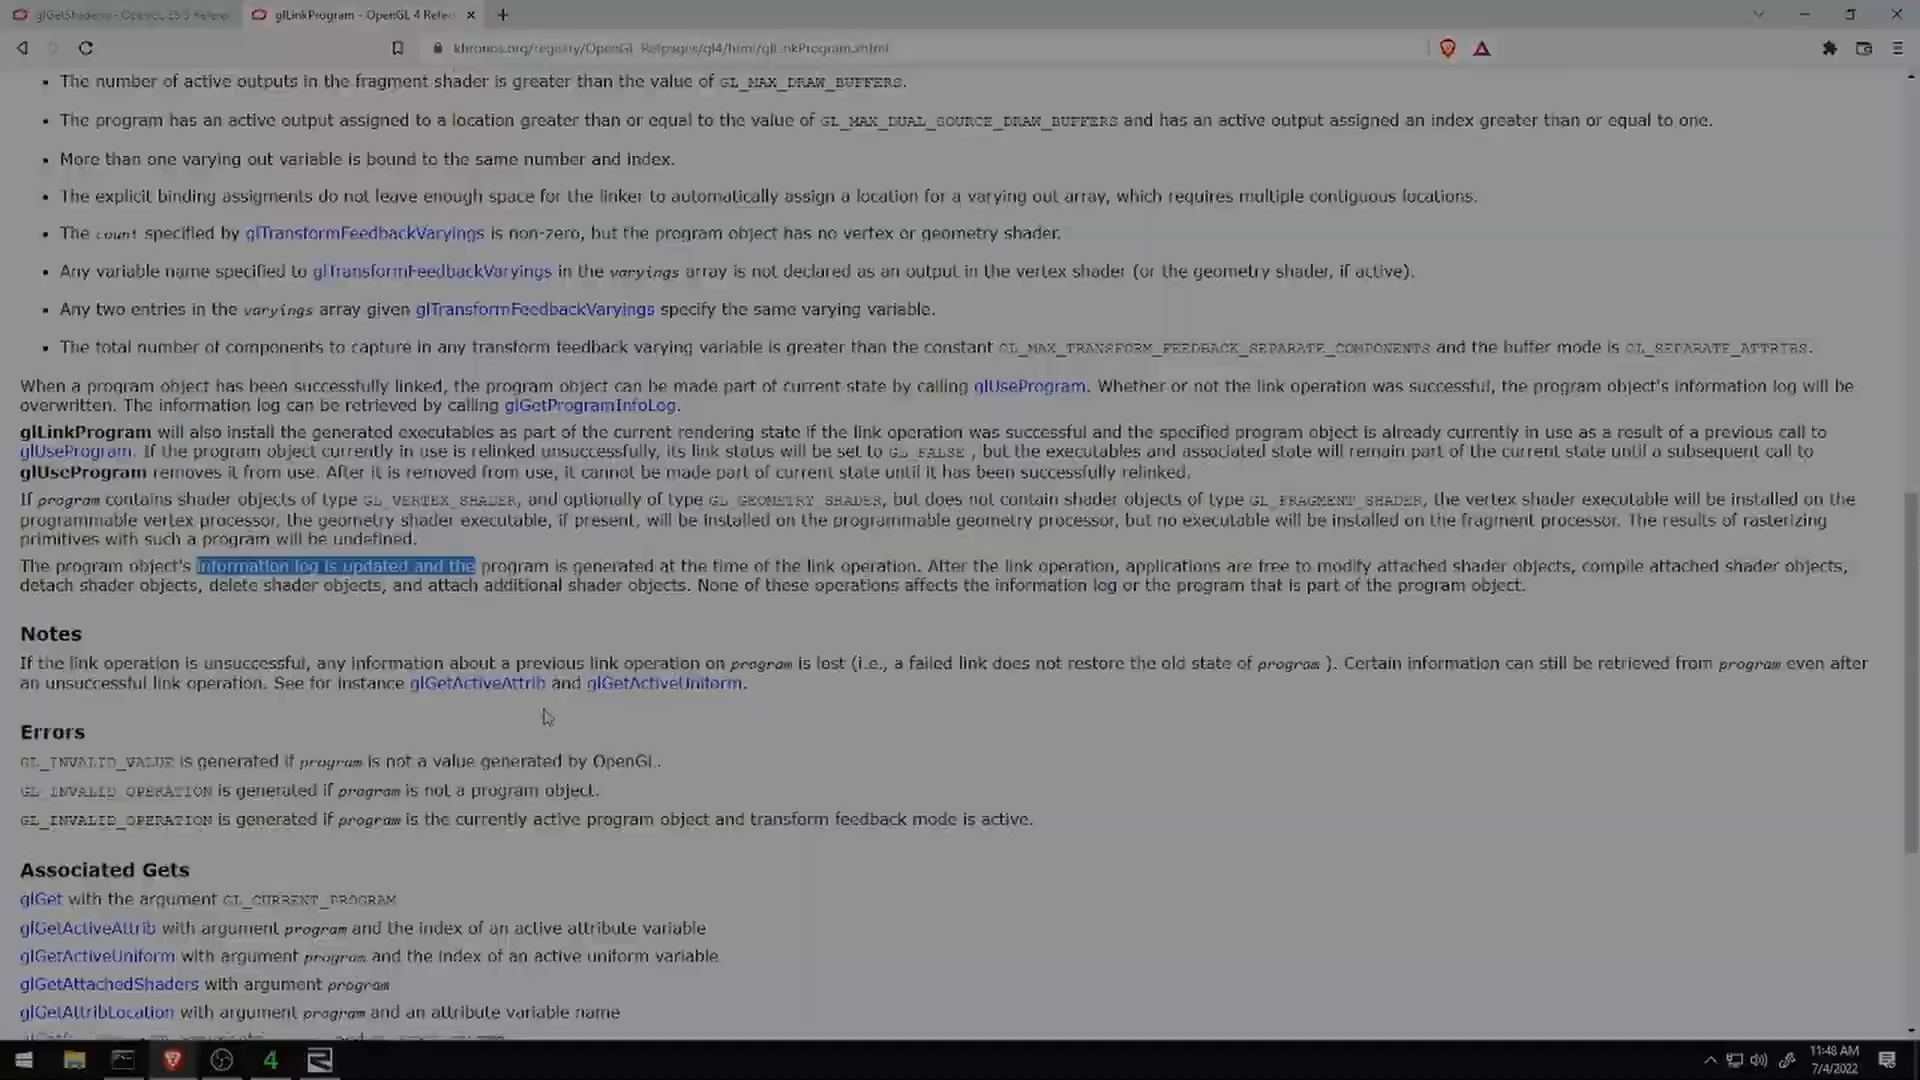 glGetShaderiv - OpenGL ES 3 Refere
glLinkProgram - OpenGL 4 Refere
khronos.org/registry/OpenGL-Refpages/gl4/html/glLinkProgram.xhtml
• The number of active outputs in the fragment shader is greater than the value of GL_MAX_DRAW_BUFFERS.
• The program has an active output assigned to a location greater than or equal to the value of GL_MAX_DUAL_SOURCE_DRAW_BUFFERS and has an active output assigned an index greater than or equal to one.
• More than one varying out variable is bound to the same number and index.
• The explicit binding assigments do not leave enough space for the linker to automatically assign a location for a varying out array, which requires multiple contiguous locations.
• The count specified by glTransformFeedbackVaryings is non-zero, but the program object has no vertex or geometry shader.
• Any variable name specified to glTransformFeedbackVaryings in the varyings array is not declared as an output in the vertex shader (or the geometry shader, if active).
• Any two entries in the varyings array given glTransformFeedbackVaryings specify the same varying variable.
• The total number of components to capture in any transform feedback varying variable is greater than the constant GL_MAX_TRANSFORM_FEEDBACK_SEPARATE_COMPONENTS and the buffer mode is GL_SEPARATE_ATTRIBS.
When a program object has been successfully linked, the program object can be made part of current state by calling glUseProgram. Whether or not the link operation was successful, the program object's information log will be
overwritten. The information log can be retrieved by calling glGetProgramInfoLog.
glLinkProgram will also install the generated executables as part of the current rendering state if the link operation was successful and the specified program object is already currently in use as a result of a previous call to
glUseProgram. If the program object currently in use is relinked unsuccessfully, its link status will be set to GL_FALSE , but the executables and associated state will remain part of the current state until a subsequent call to
glUseProgram removes it from use. After it is removed from use, it cannot be made part of current state until it has been successfully relinked.
If program contains shader objects of type GL_VERTEX_SHADER, and optionally of type GL_GEOMETRY_SHADER, but does not contain shader objects of type GL_FRAGMENT_SHADER, the vertex shader executable will be installed on the
programmable vertex processor, the geometry shader executable, if present, will be installed on the programmable geometry processor, but no executable will be installed on the fragment processor. The results of rasterizing
primitives with such a program will be undefined.
The program object's information log is updated and the program is generated at the time of the link operation. After the link operation, applications are free to modify attached shader objects, compile attached shader objects,
detach shader objects, delete shader objects, and attach additional shader objects. None of these operations affects the information log or the program that is part of the program object.
Notes
If the link operation is unsuccessful, any information about a previous link operation on program is lost (i.e., a failed link does not restore the old state of program ). Certain information can still be retrieved from program even after
an unsuccessful link operation. See for instance glGetActiveAttrib and glGetActiveUniform.
Errors
GL_INVALID_VALUE is generated if program is not a value generated by OpenGL.
GL_INVALID_OPERATION is generated if program is not a program object.
GL_INVALID_OPERATION is generated if program is the currently active program object and transform feedback mode is active.
Associated Gets
glGet with the argument GL_CURRENT_PROGRAM
glGetActiveAttrib with argument program and the index of an active attribute variable
glGetActiveUniform with argument program and the index of an active uniform variable
glGetAttachedShaders with argument program
glGetAttribLocation with argument program and an attribute variable name
4
11:48 AM
7/4/2022